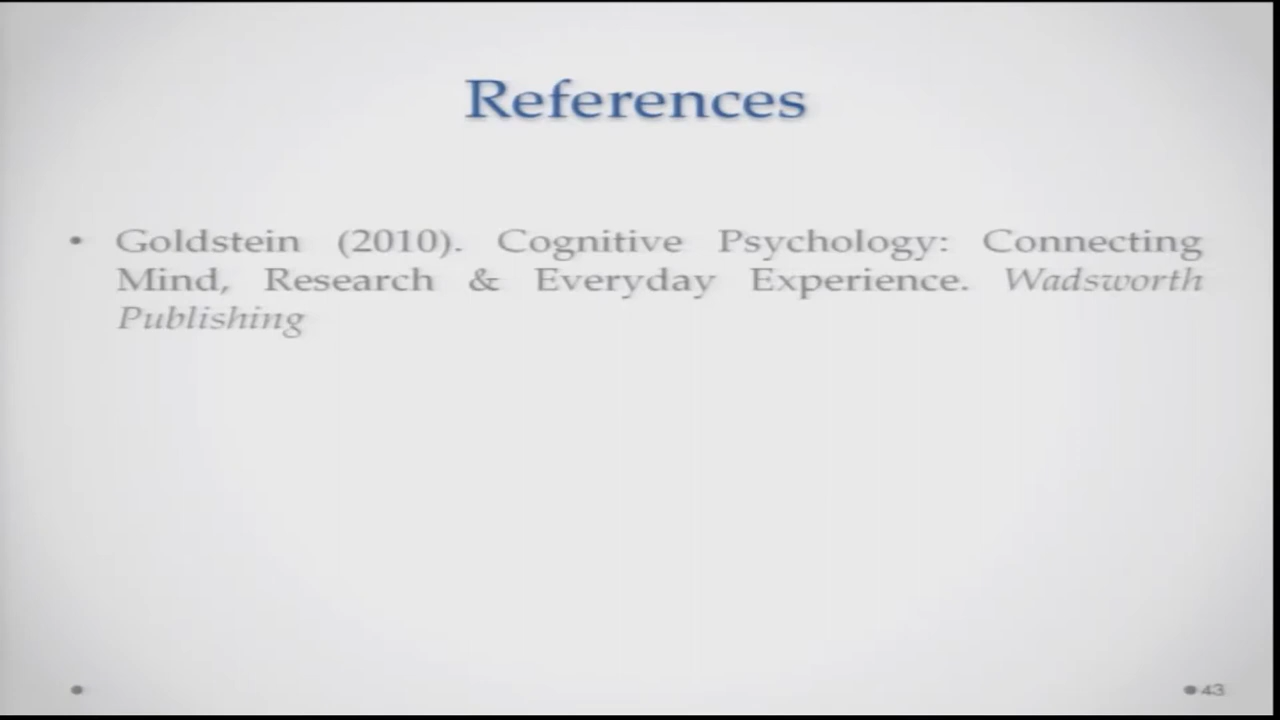 References
• Goldstein (2010). Cognitive Psychology: Connecting
Mind, Research & Everyday Experience. Wadsworth
Publishing
43